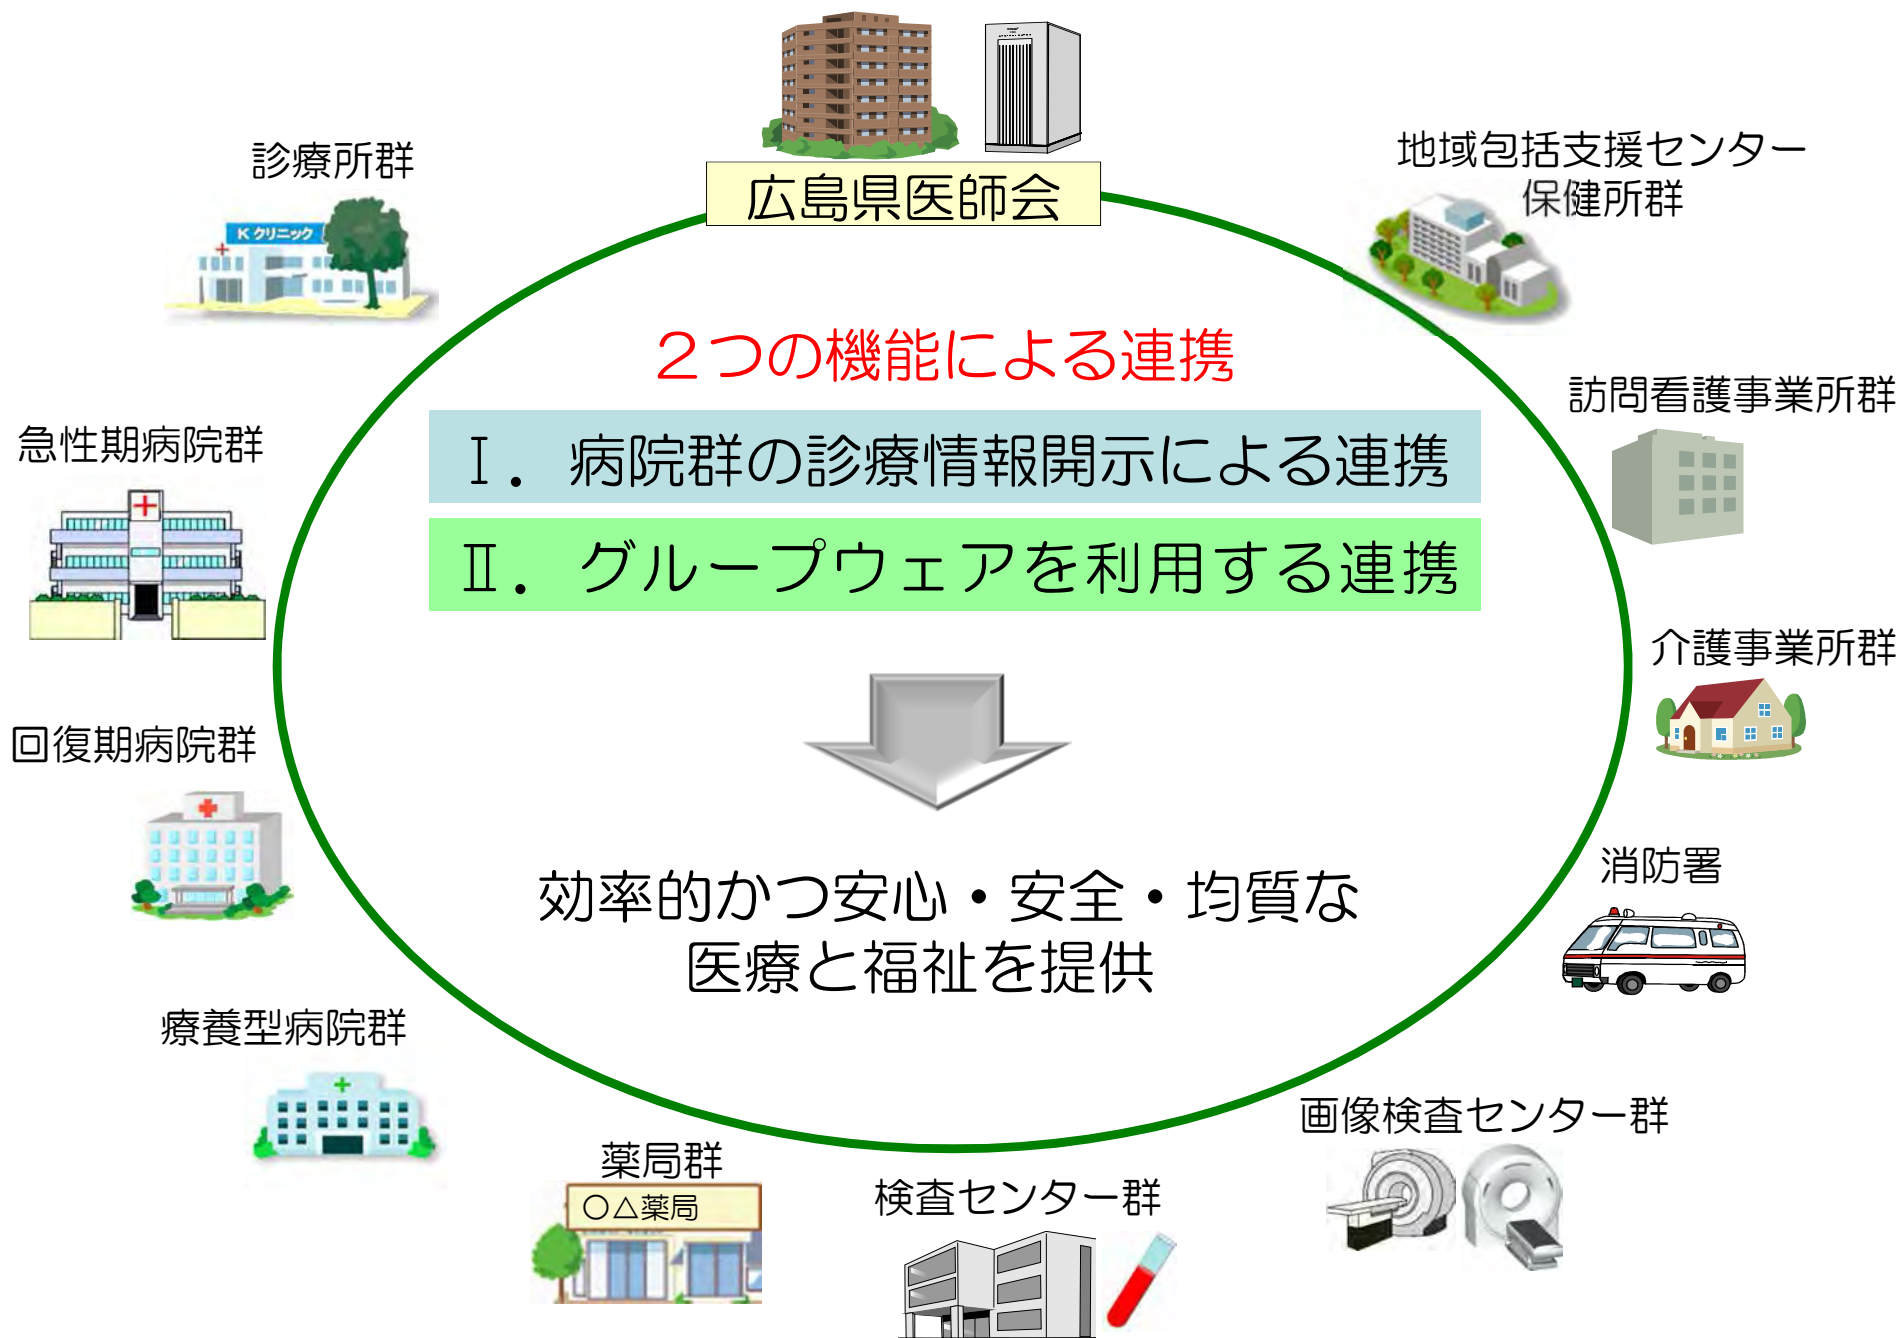 広島県医師会
診療所群
Kクリニック
地域包括支援センター
保健所群
2つの機能による連携
訪問看護事業所群
急性期病院群
Ⅰ．病院群の診療情報開示による連携
Ⅱ．グループウェアを利用する連携
介護事業所群
回復期病院群
消防署
効率的かつ安心・安全・均質な
医療と福祉を提供
療養型病院群
画像検査センター群
薬局群
〇△薬局
検査センター群